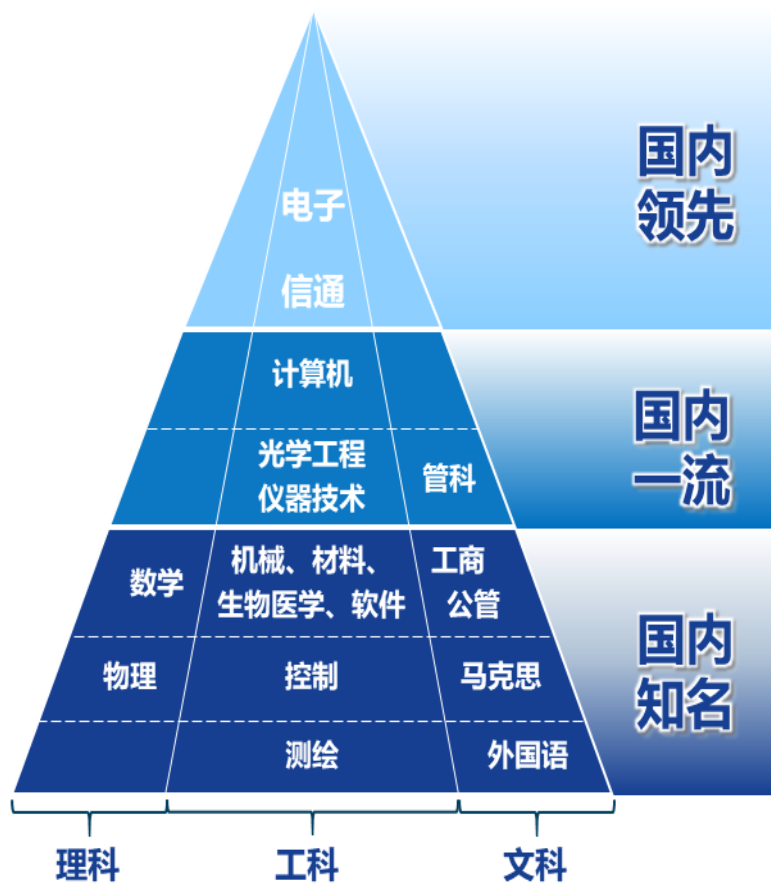 电子
信通
国内
领先
计算机
光学工程
仪器技术
管科
国内
一流
数学
机械、材料、
生物医学、软件
工商
公管
物理
控制
马克思
测绘
外国语
国内
知名
理科
工科
文科